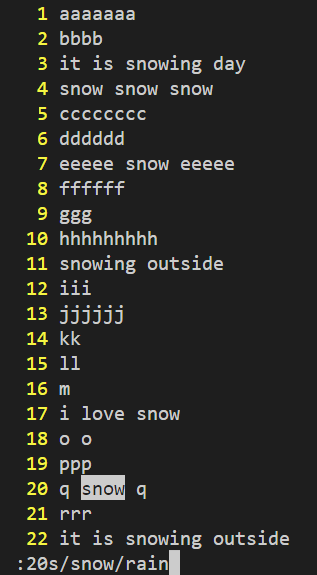 1 aaaaaaa
2 bbbb
3 it is snowing day
4 snow snow snow
5 cccccccc
6 dddddd
7 eeeee snow eeeee
8 ffffff
9 ggg
10 hhhhhhhhh
11 snowing outside
12 iii
13 jjjjjj
14 kk
15 ll
16 m
17 i love snow
18 o o
19 ppp
20 q snow q
21 rrr
22 it is snowing outside
:20s/snow/rain